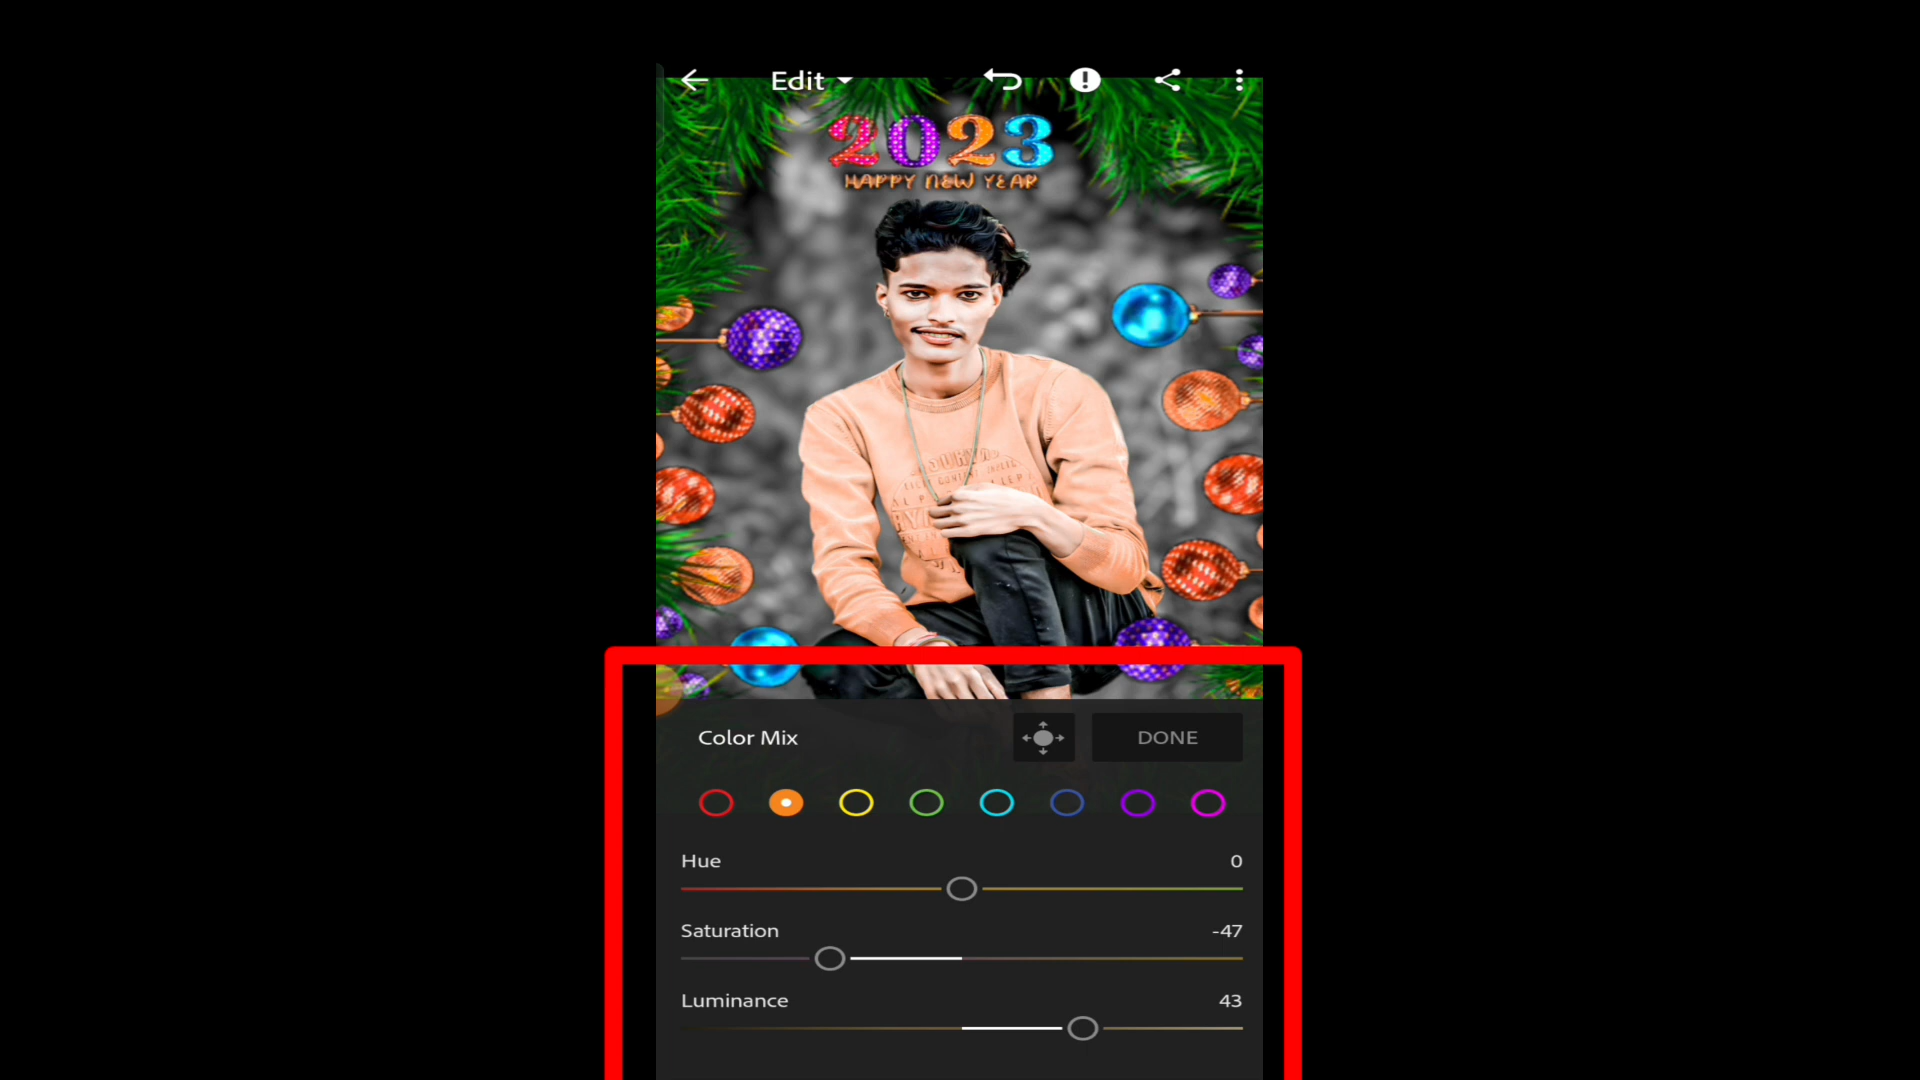 Edit
2023
HAPPY NEW YEAR
Color Mix
DONE
Hue 0
Saturation -47
Luminance 43